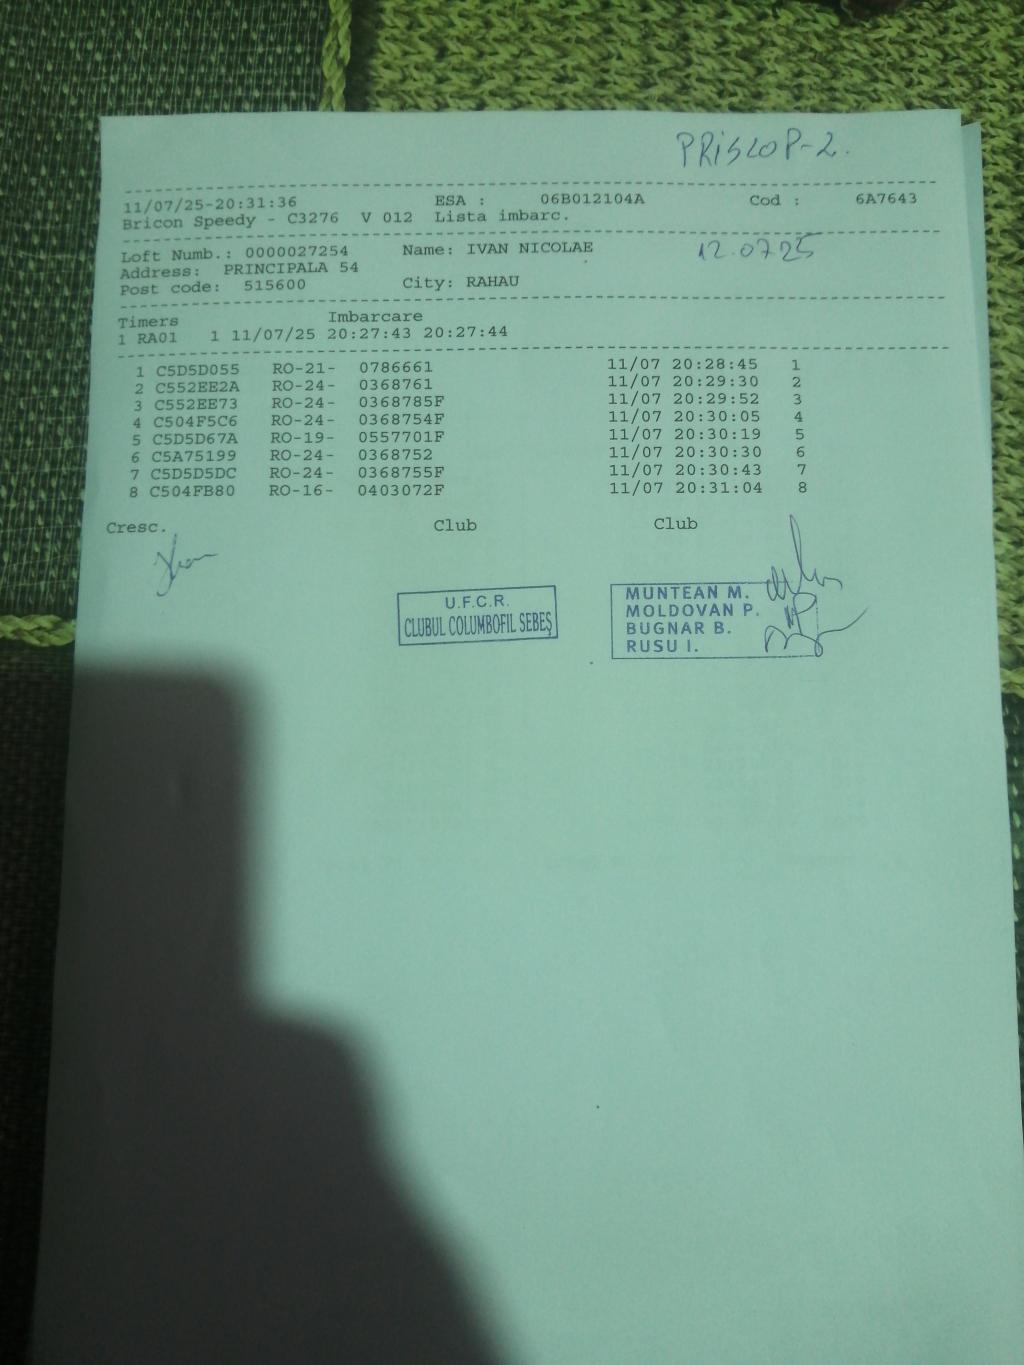 PRiSLOP-2.
11/07/25-20:31:36 ESA : 06B012104A Cod : 6A7643
Bricon Speedy - C3276 V 012 Lista imbarc.
Loft Numb.: 0000027254 Name: IVAN NICOLAE 12.07.25
Address: PRINCIPALA 54
Post code: 515600 City: RAHAU
Timers Imbarcare
1 RA01 1 11/07/25 20:27:43 20:27:44
1 C5D5D055 RO-21- 0786661 11/07 20:28:45 1
2 C552EE2A RO-24- 0368761 11/07 20:29:30 2
3 C552EE73 RO-24- 0368785F 11/07 20:29:52 3
4 C504F5C6 RO-24- 0368754F 11/07 20:30:05 4
5 C5D5D67A RO-19- 0557701F 11/07 20:30:19 5
6 C5A75199 RO-24- 0368752 11/07 20:30:30 6
7 C5D5D5DC RO-24- 0368755F 11/07 20:30:43 7
8 C504FB80 RO-16- 0403072F 11/07 20:31:04 8
Cresc. Club Club
U.F.C.R.
CLUBUL COLUMBOFIL SEBEȘ
MUNTEAN M.
MOLDOVAN P.
BUGNAR B.
RUSU I.